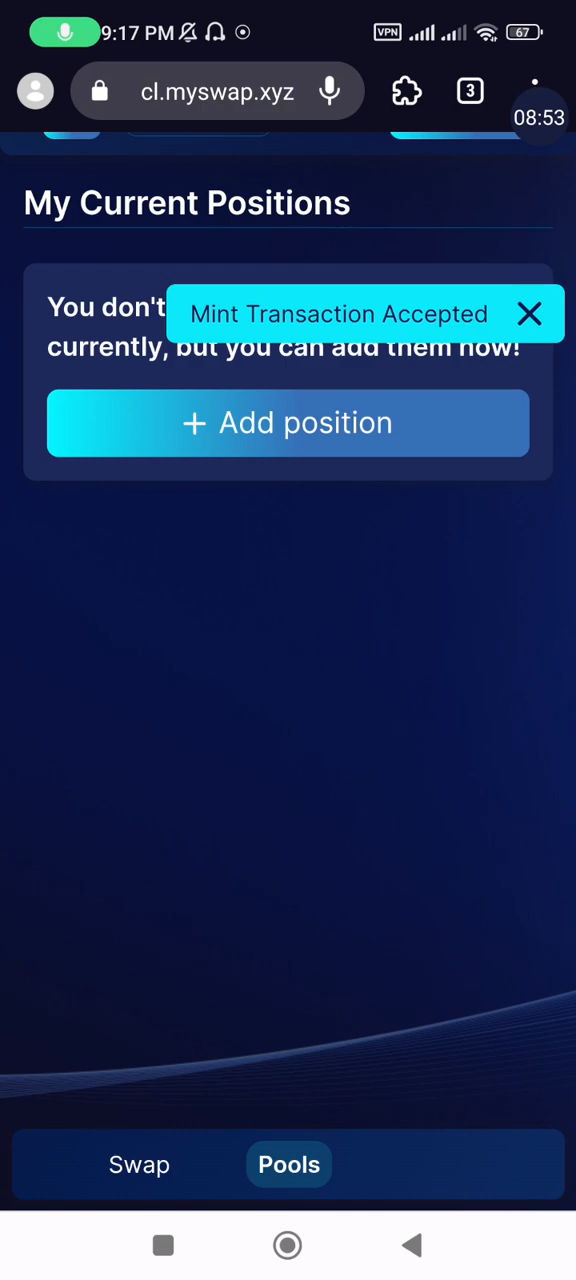 9:17 PM
VPN
67
cl.myswap.xyz
3
08:53
My Current Positions
You don't
Mint Transaction Accepted
currently, but you can add them now!
+ Add position
Swap
Pools